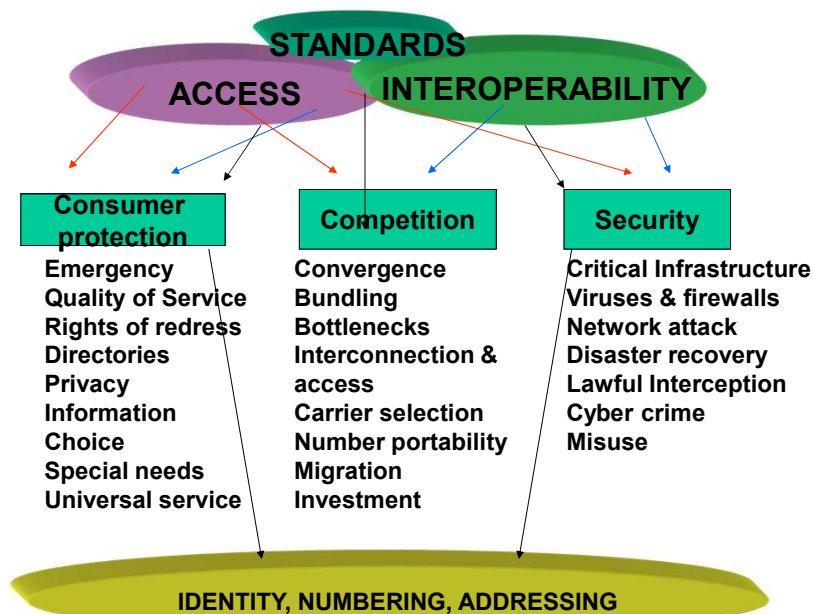 STANDARDS
ACCESS
INTEROPERABILITY
Consumer
protection
Emergency
Quality of Service
Rights of redress
Directories
Privacy
Information
Choice
Special needs
Universal service
Competition
Convergence
Bundling
Bottlenecks
Interconnection &
access
Carrier selection
Number portability
Migration
Investment
Security
Critical Infrastructure
Viruses & firewalls
Network attack
Disaster recovery
Lawful Interception
Cyber crime
Misuse
IDENTITY, NUMBERING, ADDRESSING